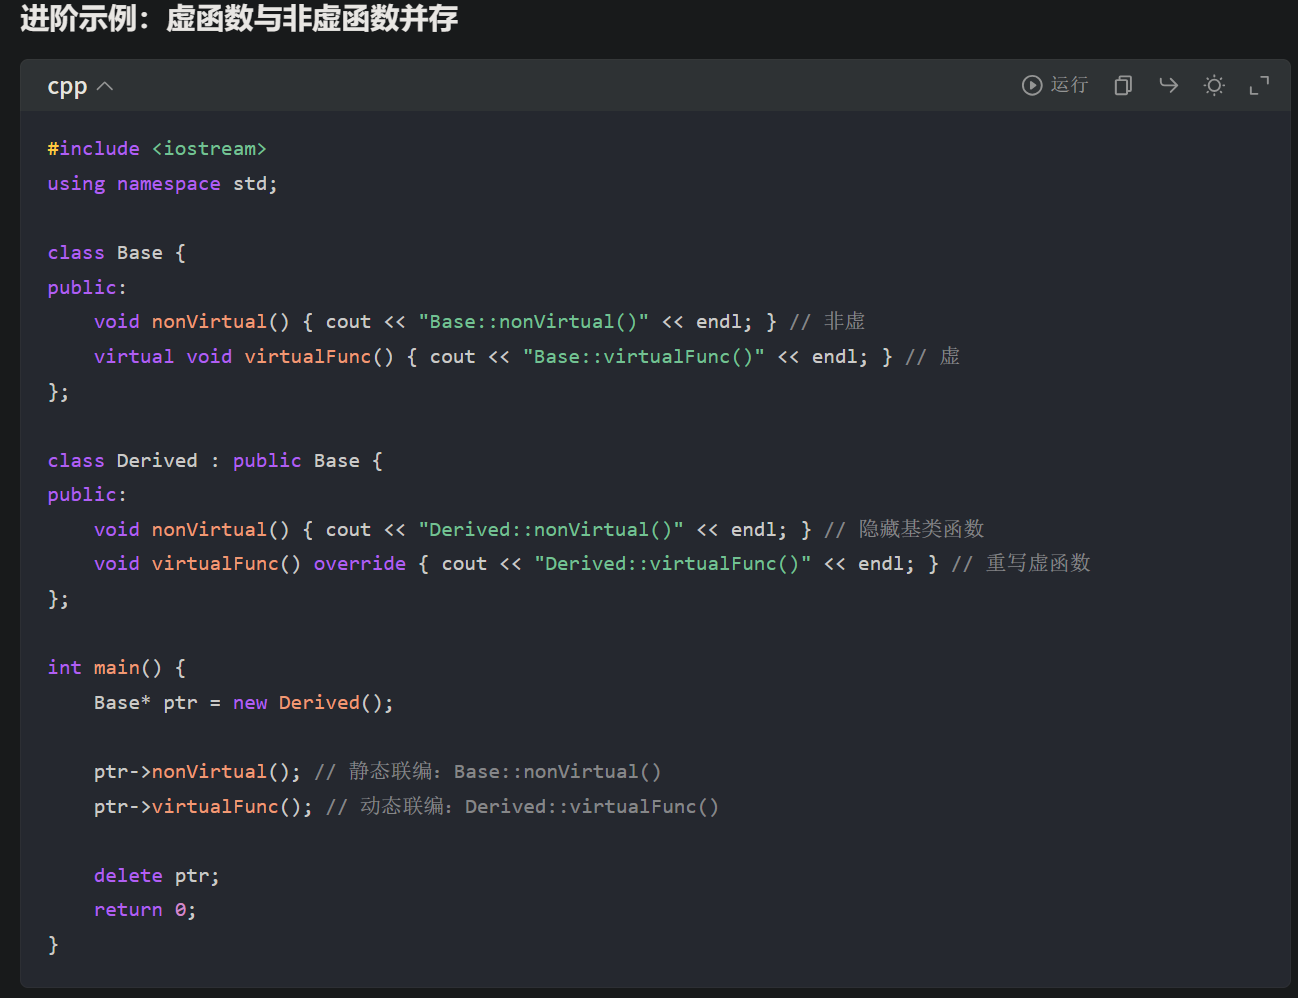 进阶示例：虚函数与非虚函数并存
cpp
运行
#include <iostream>
using namespace std;
class Base {
public:
    void nonVirtual() { cout << "Base::nonVirtual()" << endl; } // 非虚
    virtual void virtualFunc() { cout << "Base::virtualFunc()" << endl; } // 虚
};
class Derived : public Base {
public:
    void nonVirtual() { cout << "Derived::nonVirtual()" << endl; } // 隐藏基类函数
    void virtualFunc() override { cout << "Derived::virtualFunc()" << endl; } // 重写虚函数
};
int main() {
    Base* ptr = new Derived();
    ptr->nonVirtual(); // 静态联编：Base::nonVirtual()
    ptr->virtualFunc(); // 动态联编：Derived::virtualFunc()
    delete ptr;
    return 0;
}